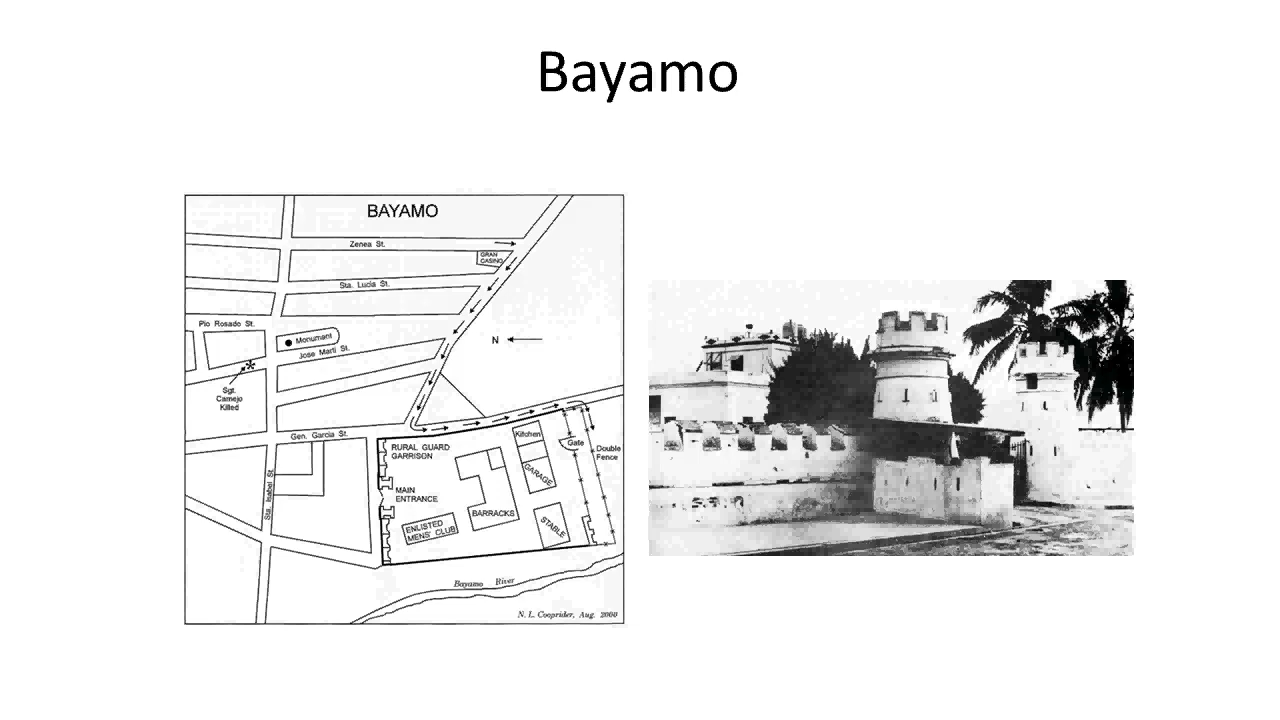 Bayamo
BAYAMO
Zenea St.
GRAN
CASINO
Sta. Lucia St.
Pio Rosado St.
Monument
Jose Marti St.
N
Sgt.
Camejo
Killed
Gen. Garcia St.
Sta. Isabel St.
RURAL GUARD
GARRISON
MAIN
ENTRANCE
ENLISTED
MENS' CLUB
BARRACKS
Kitchen
GARAGE
STABLE
Gate
Double
Fence
Bayamo River
N. L. Cooprider, Aug. 2000